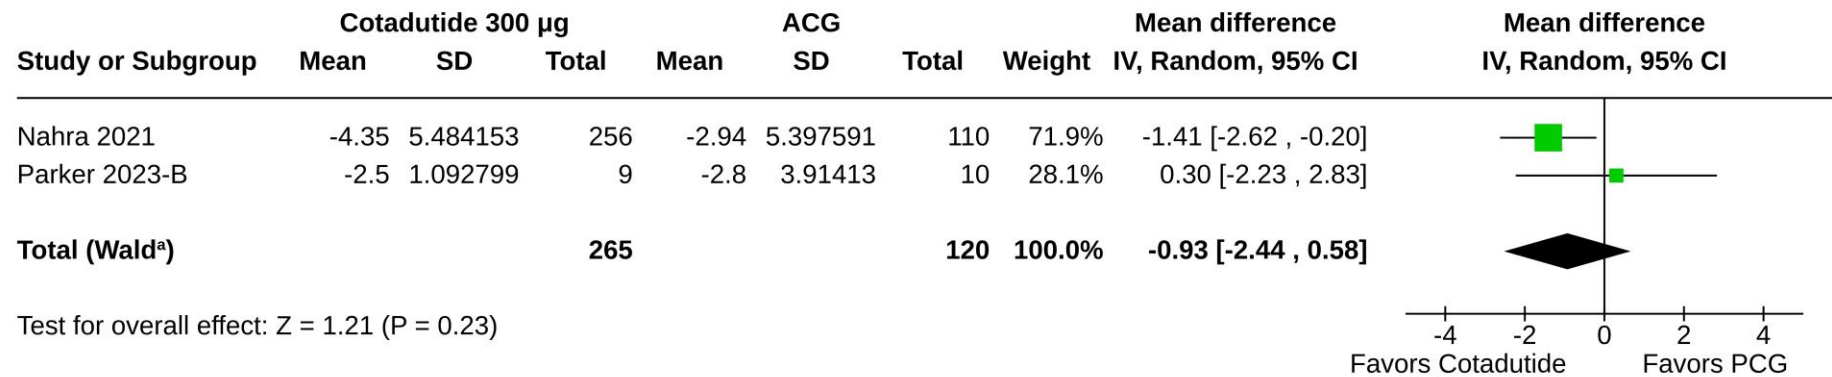 Cotadutide 300 µg ACG Mean difference Mean difference
Study or Subgroup Mean SD Total Mean SD Total Weight IV, Random, 95% CI IV, Random, 95% CI
Nahra 2021 -4.35 5.484153 256 -2.94 5.397591 110 71.9% -1.41 [-2.62 , -0.20]
Parker 2023-B -2.5 1.092799 9 -2.8 3.91413 10 28.1% 0.30 [-2.23 , 2.83]
Total (Waldᵃ) 265 120 100.0% -0.93 [-2.44 , 0.58]
Test for overall effect: Z = 1.21 (P = 0.23)
-4 -2 0 2 4
Favors Cotadutide Favors PCG